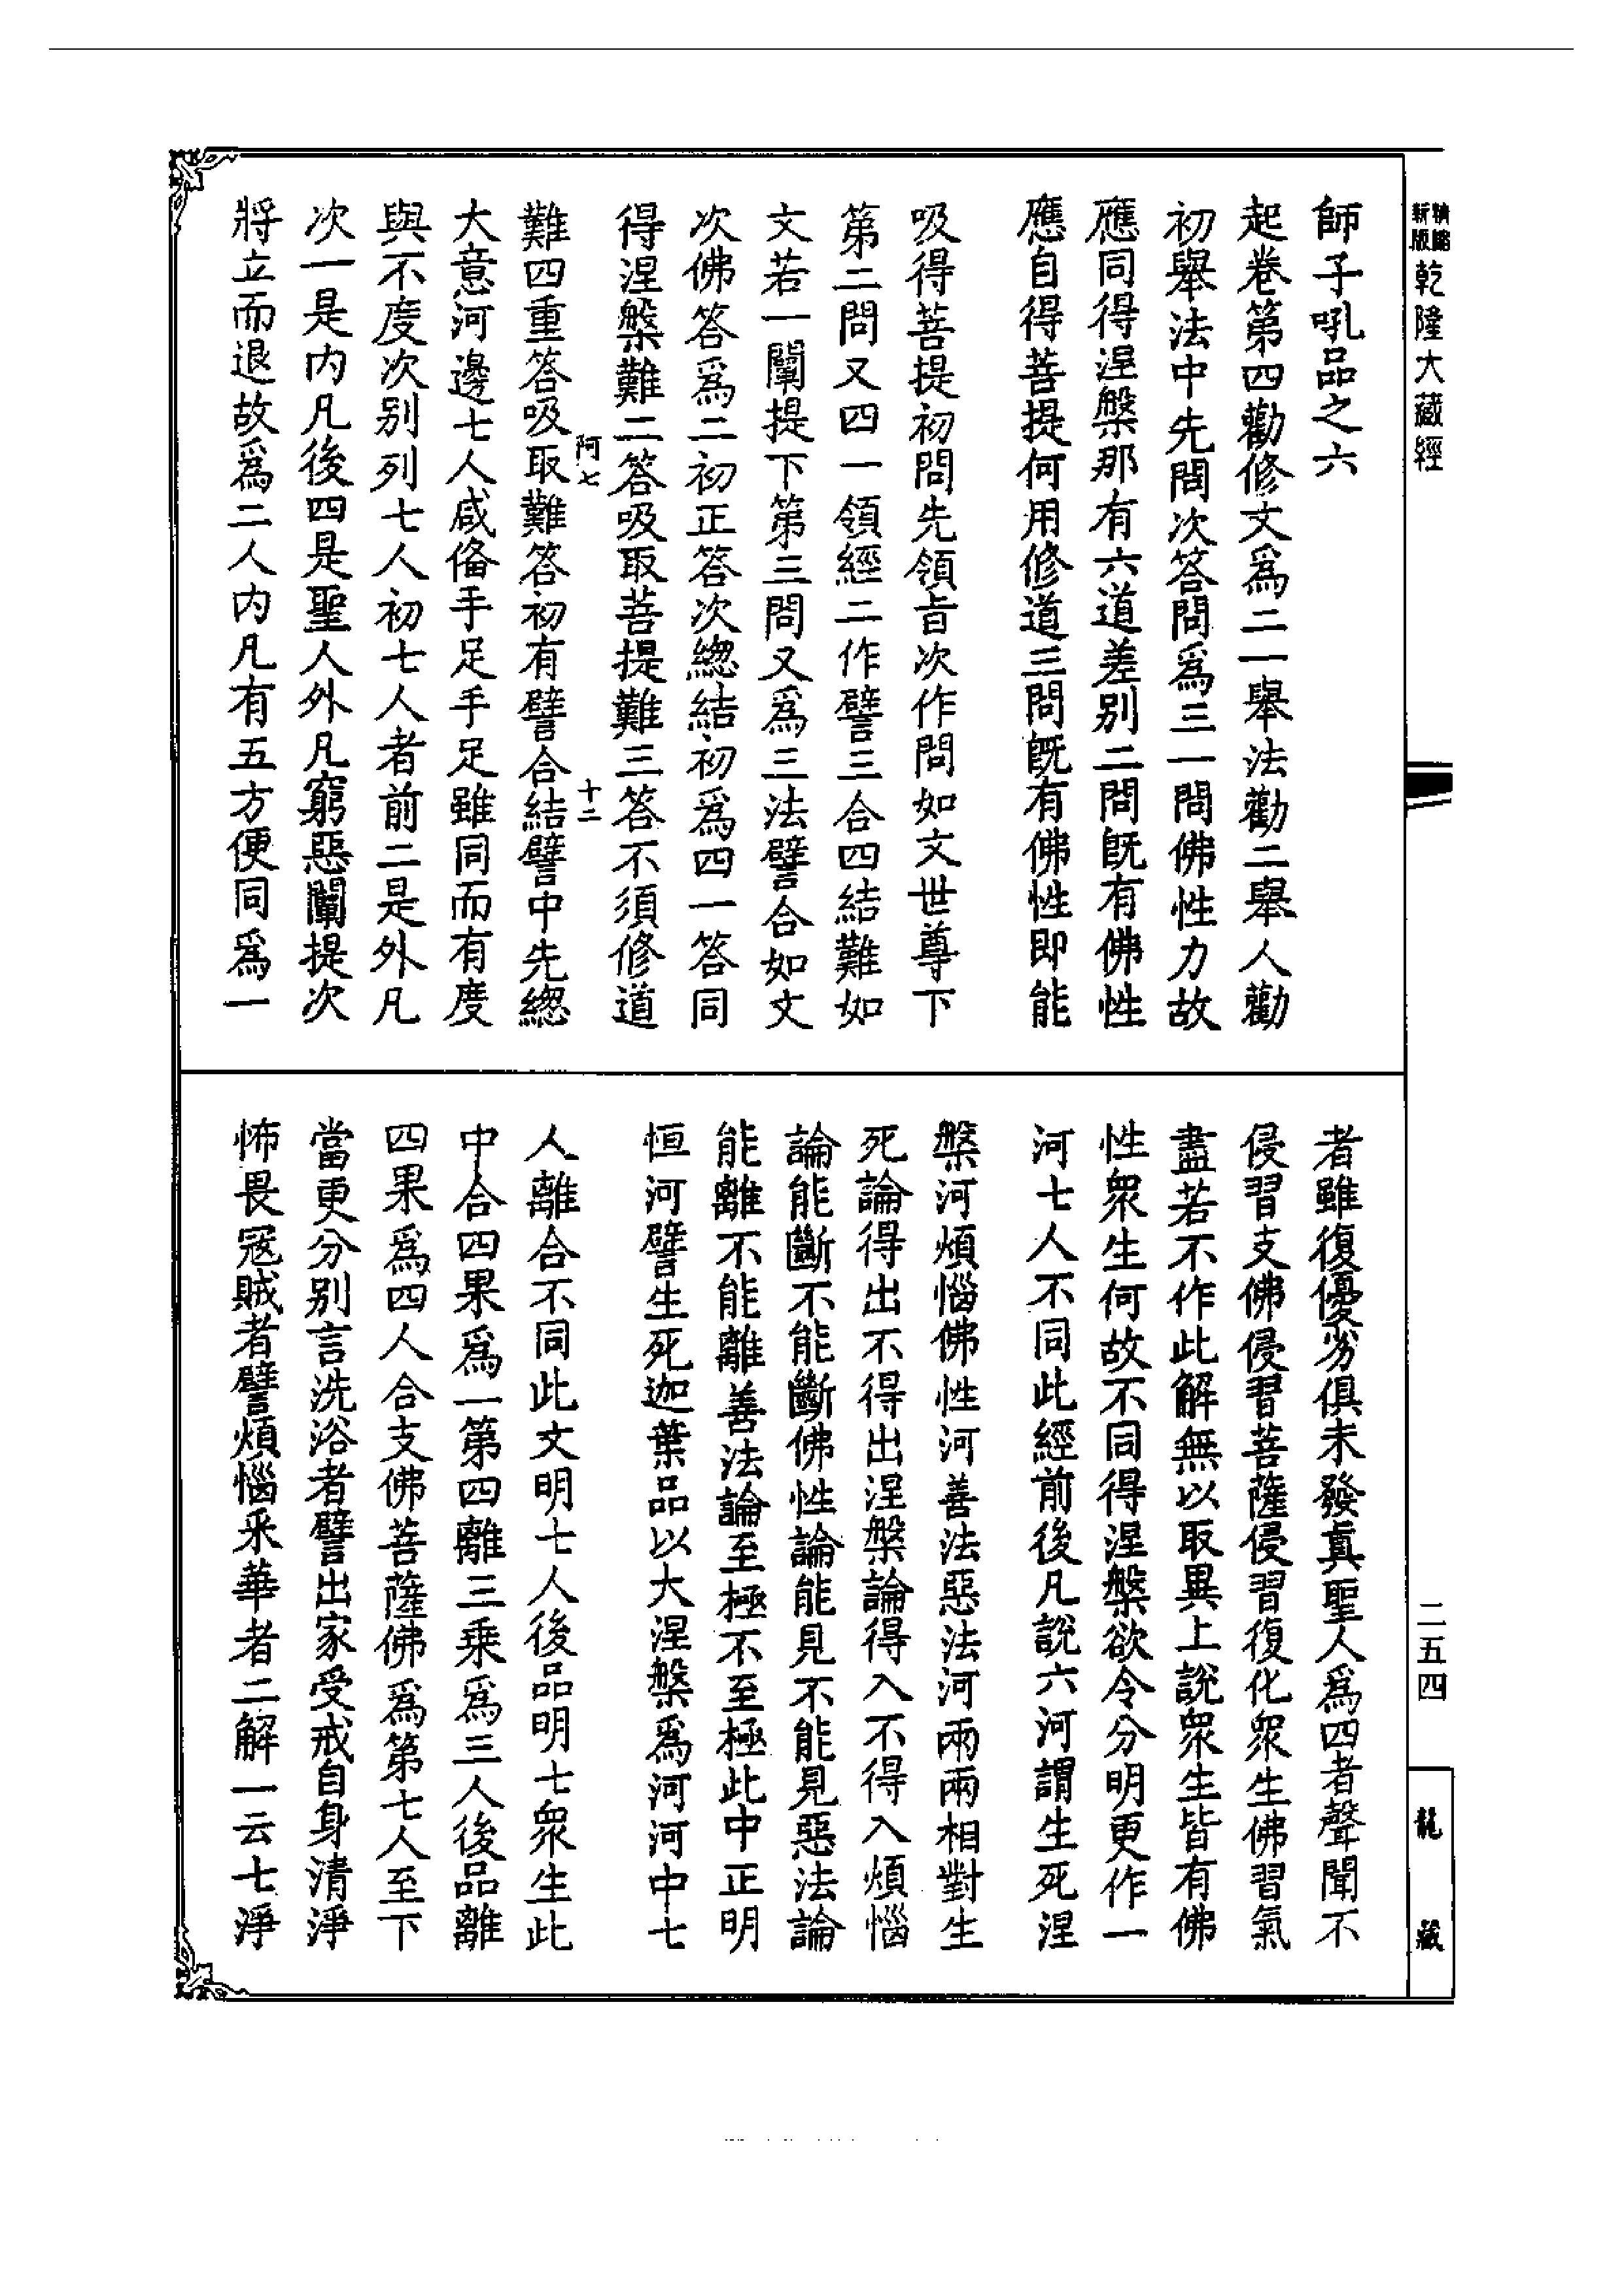 精縮新版乾隆大藏經
師子吼品之六
起卷第四勸修文爲二一舉法勸二舉人勸
初舉法中先問次答問爲三一問佛性力故
應同得涅槃那有六道差別二問旣有佛性
應自得菩提何用修道三問旣有佛性即能
吸得菩提初問先領旨次作問如文世尊下
第二問又四一領經二作譬三合四結難如
文若一闡提下第三問又爲三法譬合如文
次佛答爲二初正答次緫結初爲四一答同
得涅槃難二答吸取菩提難三答不須修道
阿七
十二
難四重答吸取難答初有譬合結譬中先緫
大意河邊七人咸俻手足手足雖同而有度
與不度次別列七人初七人者前二是外凡
次一是内凡後四是聖人外凡窮惡闡提次
將立而退故爲二人内凡有五方便同爲一
者雖復優劣俱未發眞聖人爲四者聲聞不
侵習支佛侵習菩薩侵習復化衆生佛習氣
盡若不作此解無以取異上說衆生皆有佛
性衆生何故不同得涅槃欲令分明更作一
河七人不同此經前後凡說六河謂生死涅
槃河煩惱佛性河善法惡法河兩兩相對生
死論得出不得出涅槃論得入不得入煩惱
論能斷不能斷佛性論能見不能見惡法論
能離不能離善法論至極不至極此中正明
恒河譬生死迦葉品以大涅槃爲河河中七
人離合不同此文明七人後品明七衆生此
中合四果爲一第四離三乘爲三人後品離
四果爲四人合支佛菩薩佛爲第七人至下
當更分別言洗浴者譬出家受戒自身清淨
怖畏冦賊者譬煩惱釆華者二解一云七淨
二五四
龍藏